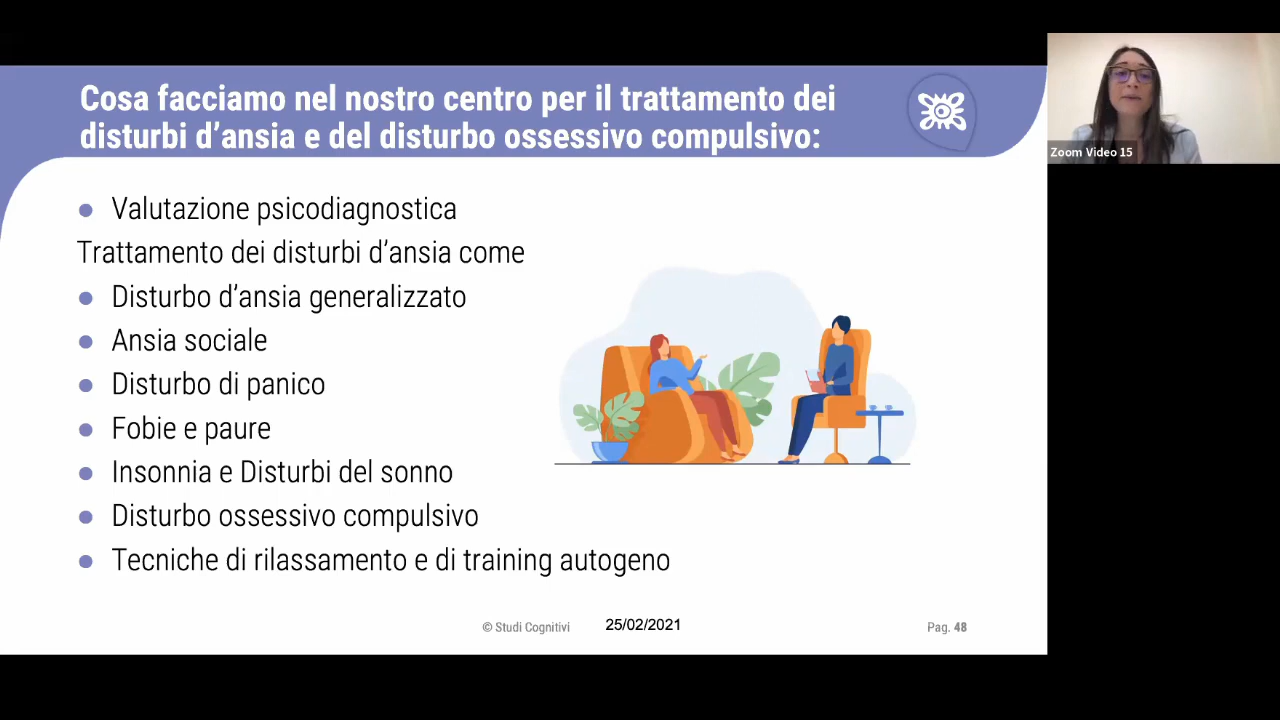 Cosa facciamo nel nostro centro per il trattamento dei
disturbi d’ansia e del disturbo ossessivo compulsivo:
Zoom Video 15
● Valutazione psicodiagnostica
Trattamento dei disturbi d’ansia come
● Disturbo d’ansia generalizzato
● Ansia sociale
● Disturbo di panico
● Fobie e paure
● Insonnia e Disturbi del sonno
● Disturbo ossessivo compulsivo
● Tecniche di rilassamento e di training autogeno
© Studi Cognitivi 25/02/2021 Pag. 48